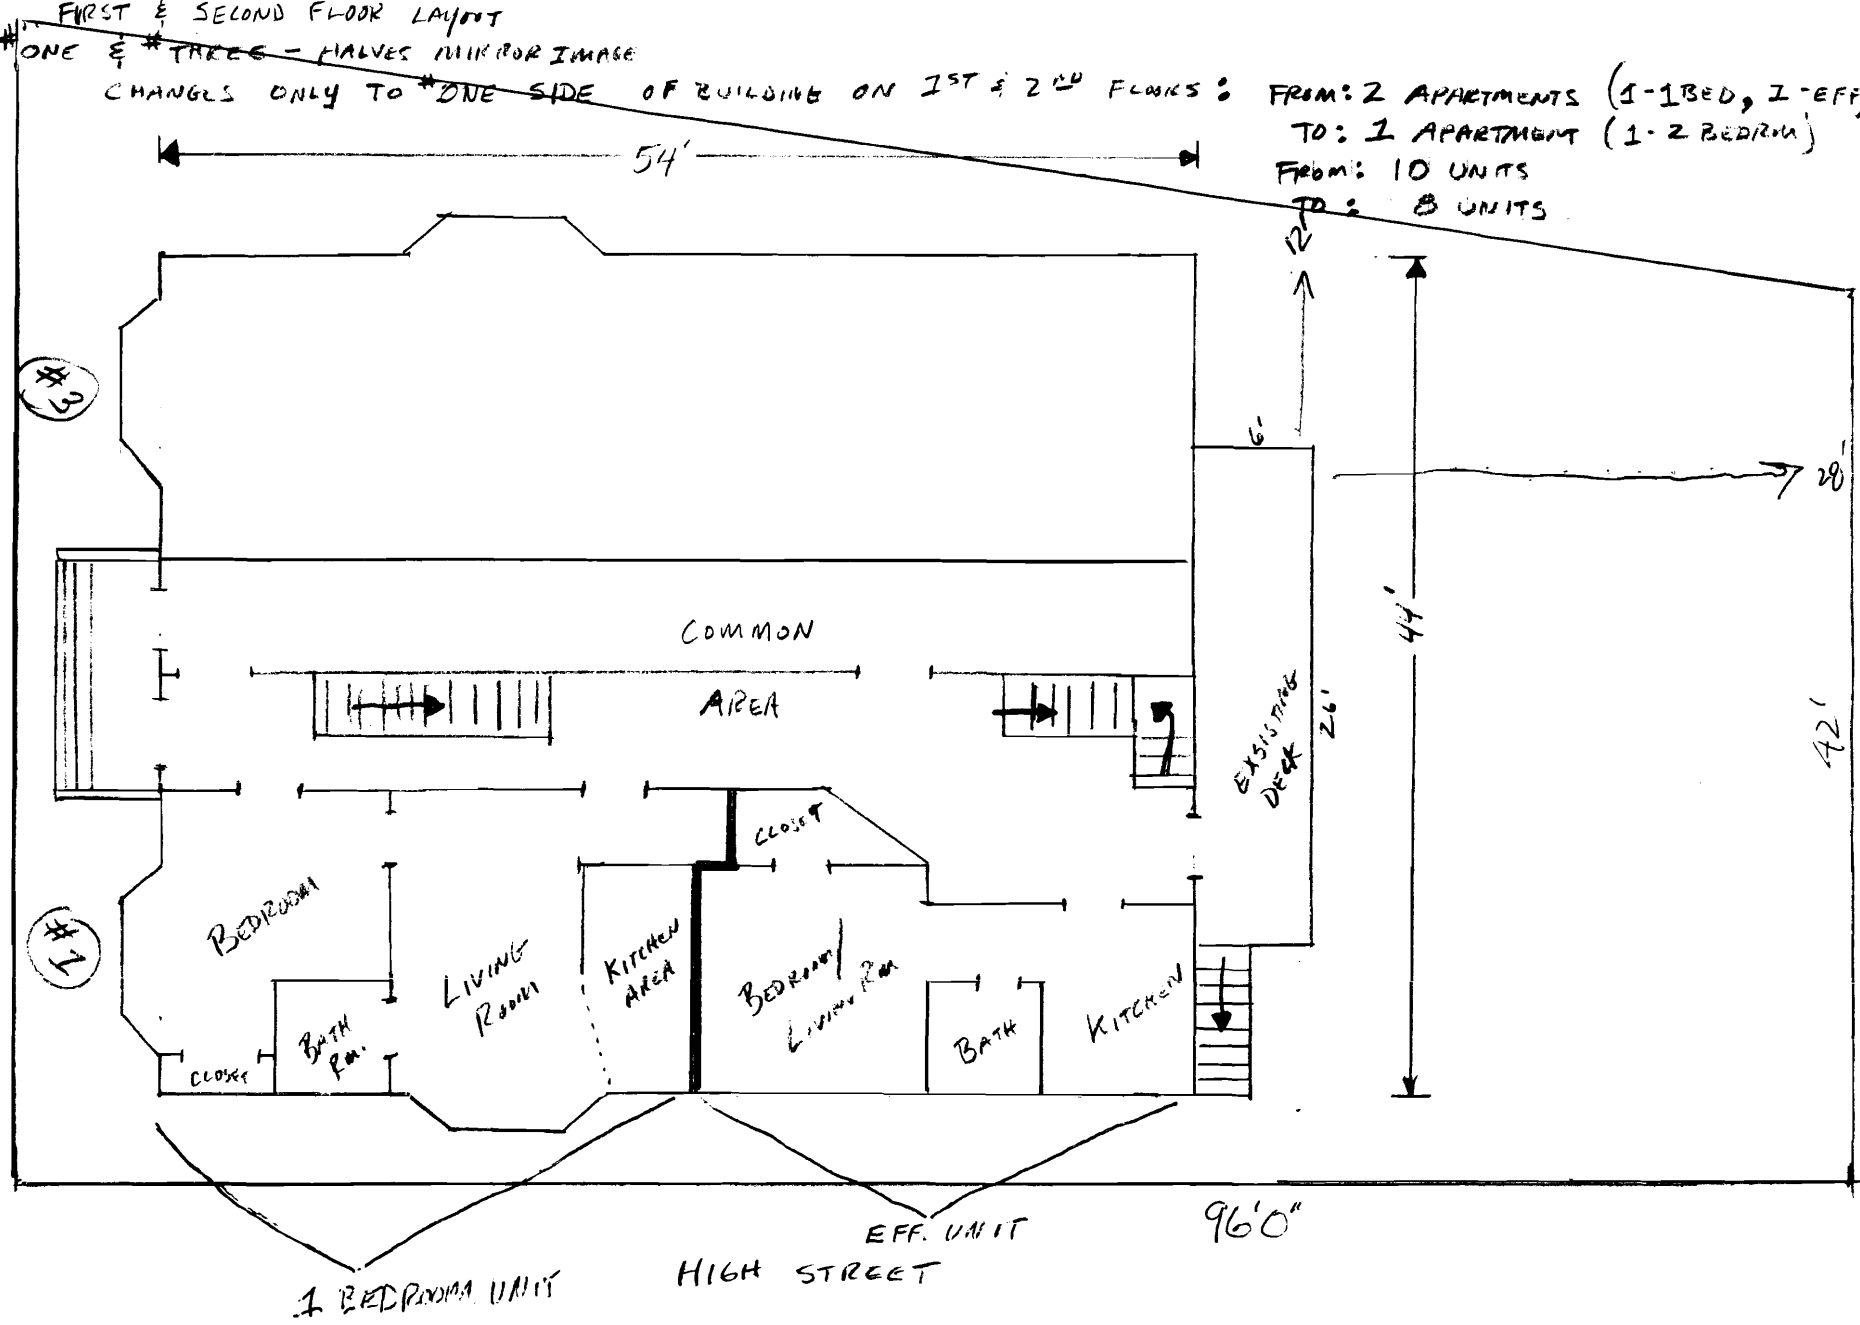 FIRST & SECOND FLOOR LAYOUT
#ONE & #THREE - HALVES MIRROR IMAGE
CHANGES ONLY TO #ONE SIDE OF BUILDING ON 1ST & 2ND FLOORS: FROM: 2 APARTMENTS (1-1BED, 1-EFF)
TO: 1 APARTMENT (1-2 BEDRM)
54'
FROM: 10 UNITS
TO: 8 UNITS
12'
#3
6'
28'
44'
COMMON
AREA
EXSISTING
DECK
26'
42'
CLOSET
#1
BEDROOM
LIVING
ROOM
KITCHEN
AREA
BEDROOM/
LIVING RM
BATH
KITCHEN
BATH
RM.
CLOSET
96'0"
EFF. UNIT
HIGH STREET
1 BEDROOM UNIT